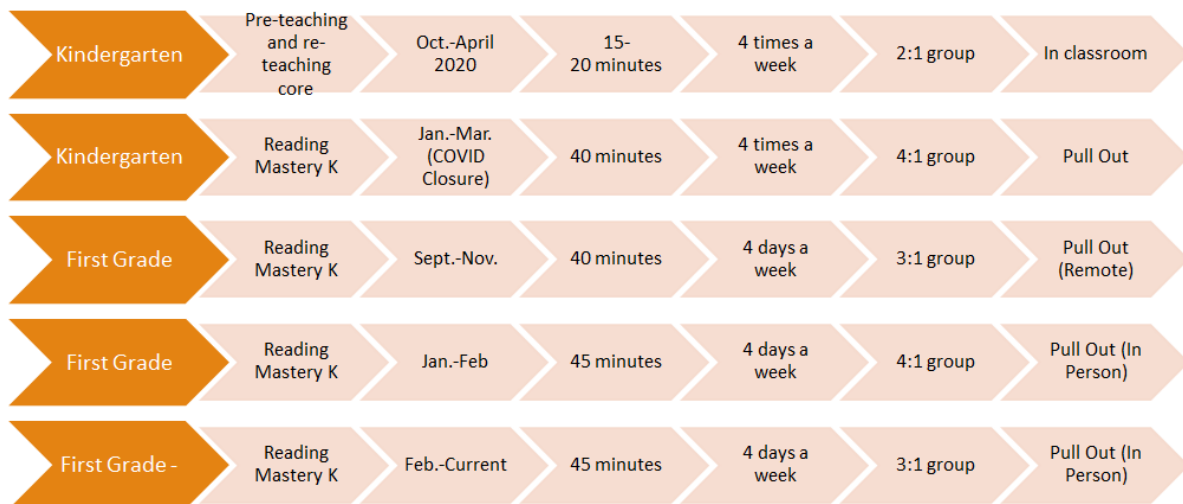 Kindergarten
Pre-teaching
and re-
teaching
core
Oct.-April
2020
15-
20 minutes
4 times a
week
2:1 group
In classroom
Kindergarten
Reading
Mastery K
Jan.-Mar.
(COVID
Closure)
40 minutes
4 times a
week
4:1 group
Pull Out
First Grade
Reading
Mastery K
Sept.-Nov.
40 minutes
4 days a
week
3:1 group
Pull Out
(Remote)
First Grade
Reading
Mastery K
Jan.-Feb
45 minutes
4 days a
week
4:1 group
Pull Out (In
Person)
First Grade -
Reading
Mastery K
Feb.-Current
45 minutes
4 days a
week
3:1 group
Pull Out (In
Person)